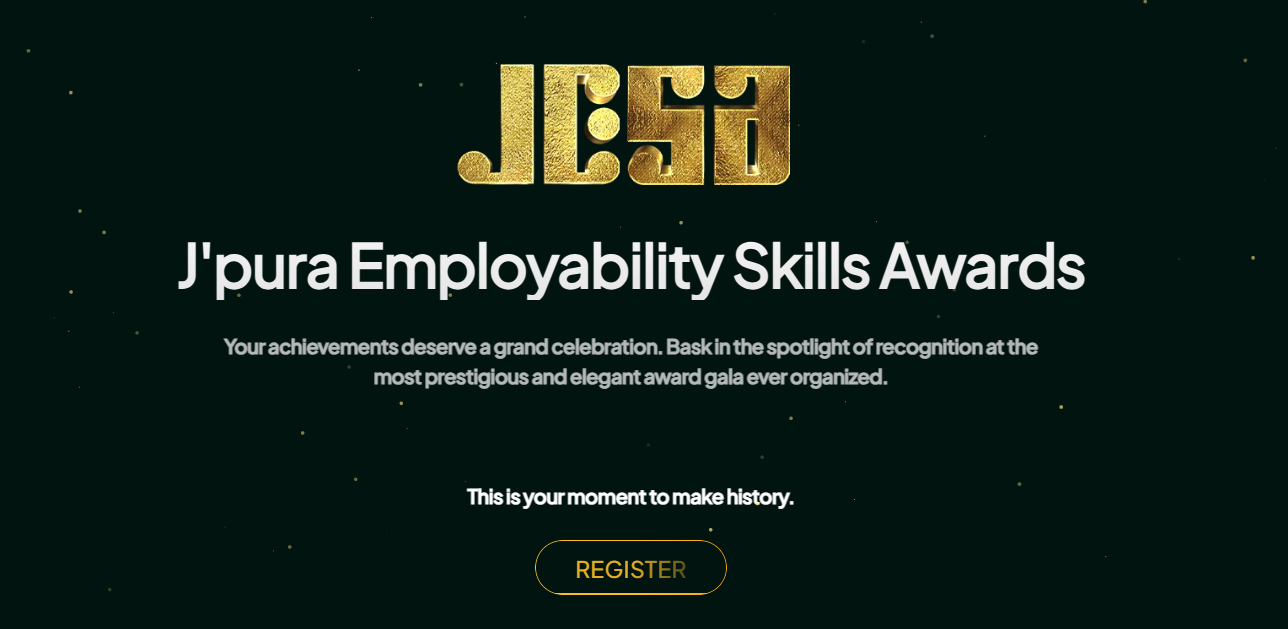 JESA
J'pura Employability Skills Awards
Your achievements deserve a grand celebration. Bask in the spotlight of recognition at the
most prestigious and elegant award gala ever organized.
This is your moment to make history.
REGISTER